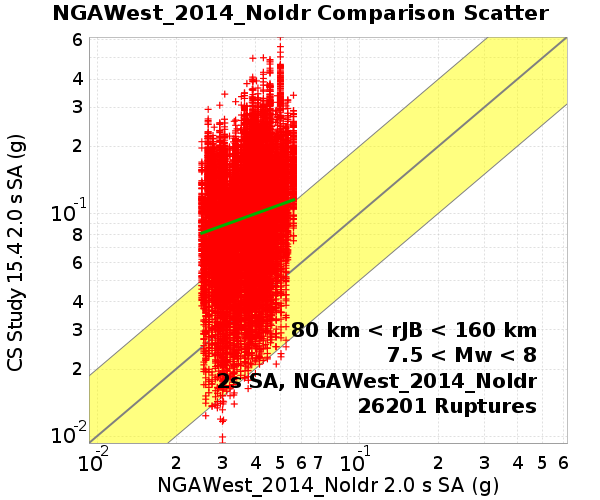 NGAWest_2014_NoIdr Comparison Scatter
CS Study 15.4 2.0 s SA (g)
6
4
3
2
10-1
8
6
4
3
2
10-2
80 km < rJB < 160 km
7.5 < Mw < 8
2s SA, NGAWest_2014_NoIdr
26201 Ruptures
10-2 2 3 4 5 6 7 10-1 2 3 4 5 6
NGAWest_2014_NoIdr 2.0 s SA (g)